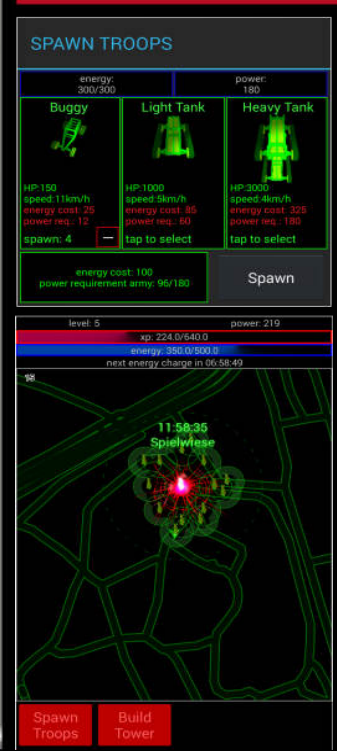 SPAWN TROOPS
energy:
300/300
power:
180
Buggy
HP:150
speed:11km/h
energy cost: 25
power req.: 12
spawn: 4
Light Tank
HP:1000
speed:5km/h
energy cost: 85
power req.: 60
tap to select
Heavy Tank
HP:3000
speed:4km/h
energy cost: 325
power req.: 180
tap to select
energy cost: 100
power requirement army: 96/180
Spawn
level: 5
power: 219
xp: 224.0/640.0
energy: 350.0/500.0
next energy charge in 06:58:49
11:58:35
Spielwiese
Spawn
Troops
Build
Tower